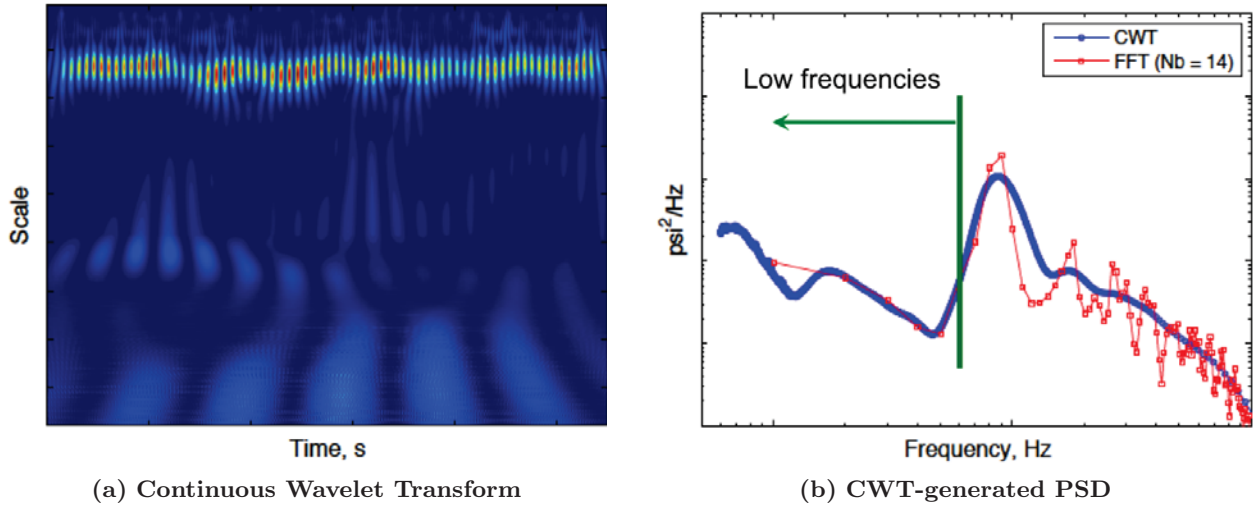 Scale
Time, s
(a) Continuous Wavelet Transform
CWT
FFT (Nb = 14)
Low frequencies
psi²/Hz
Frequency, Hz
(b) CWT-generated PSD